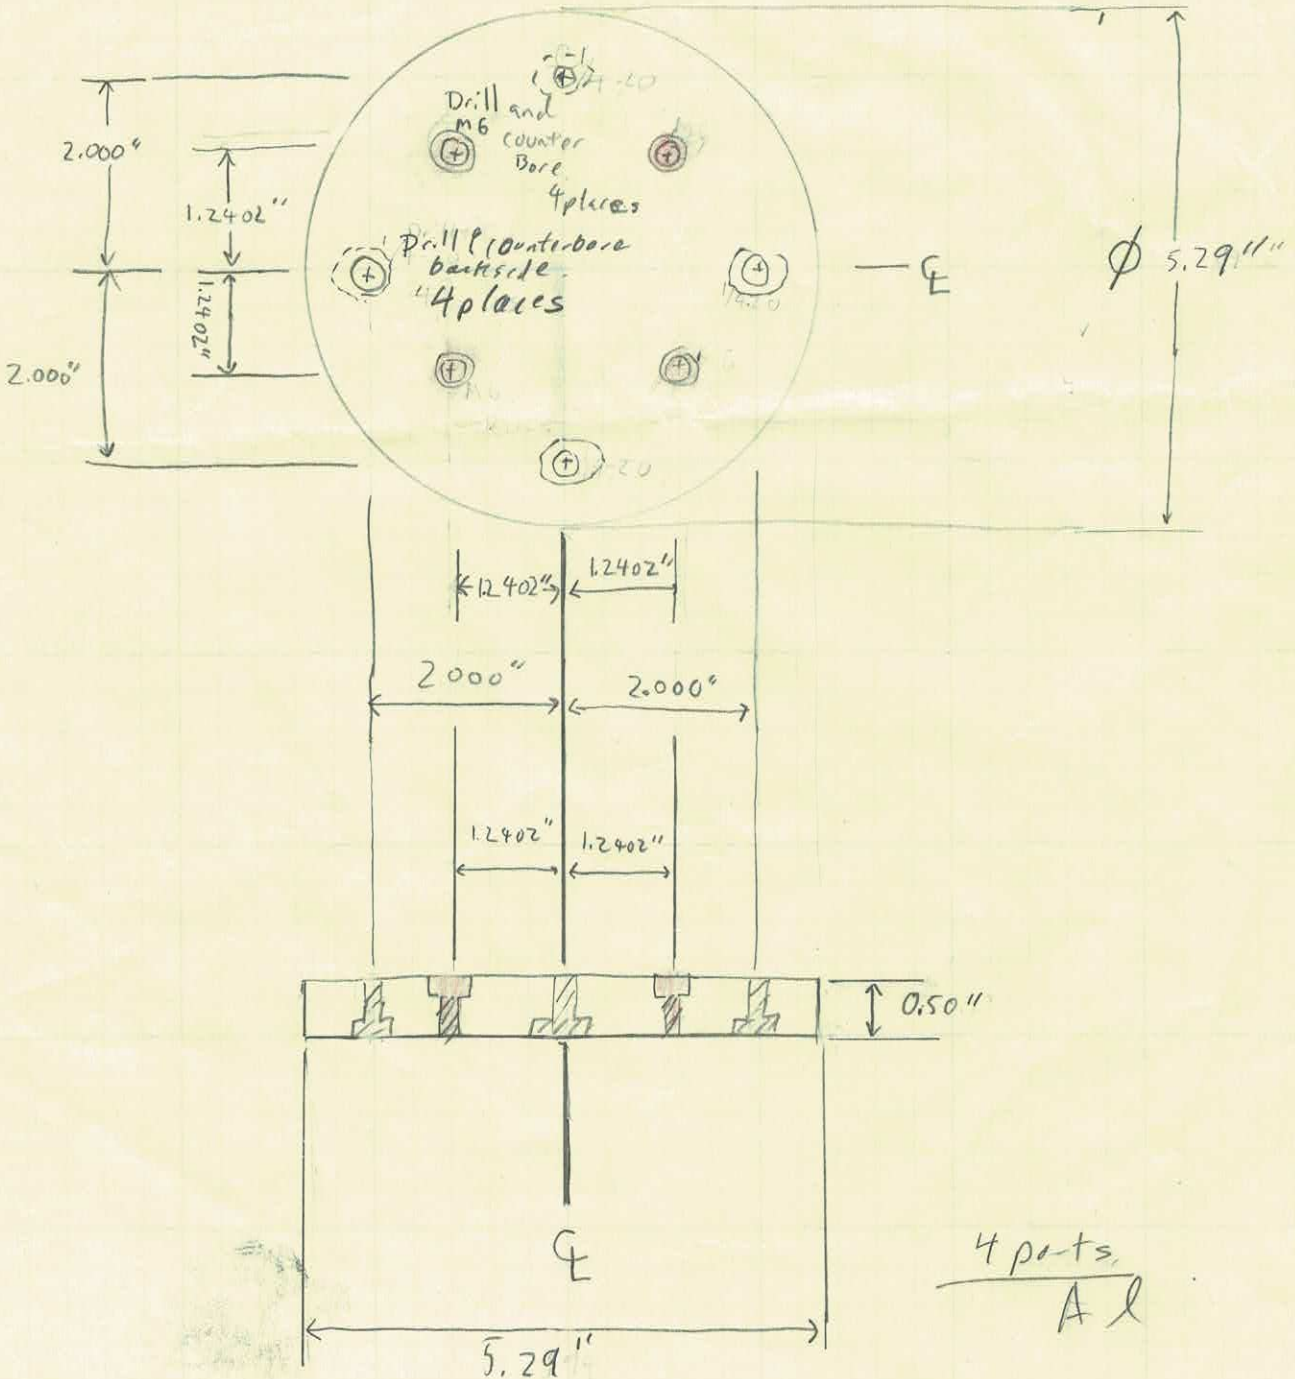 Drill and
M6
counter
Bore
4 places
2.000"
1.2402"
Drill & counterbore
backside
4 places
℄
Ø 5.29""
1.2402"
2.000"
M6
1.2402"
1.2402"
2.000"
2.000"
1.2402"
1.2402"
0.50"
℄
4 parts
Al
5.29"